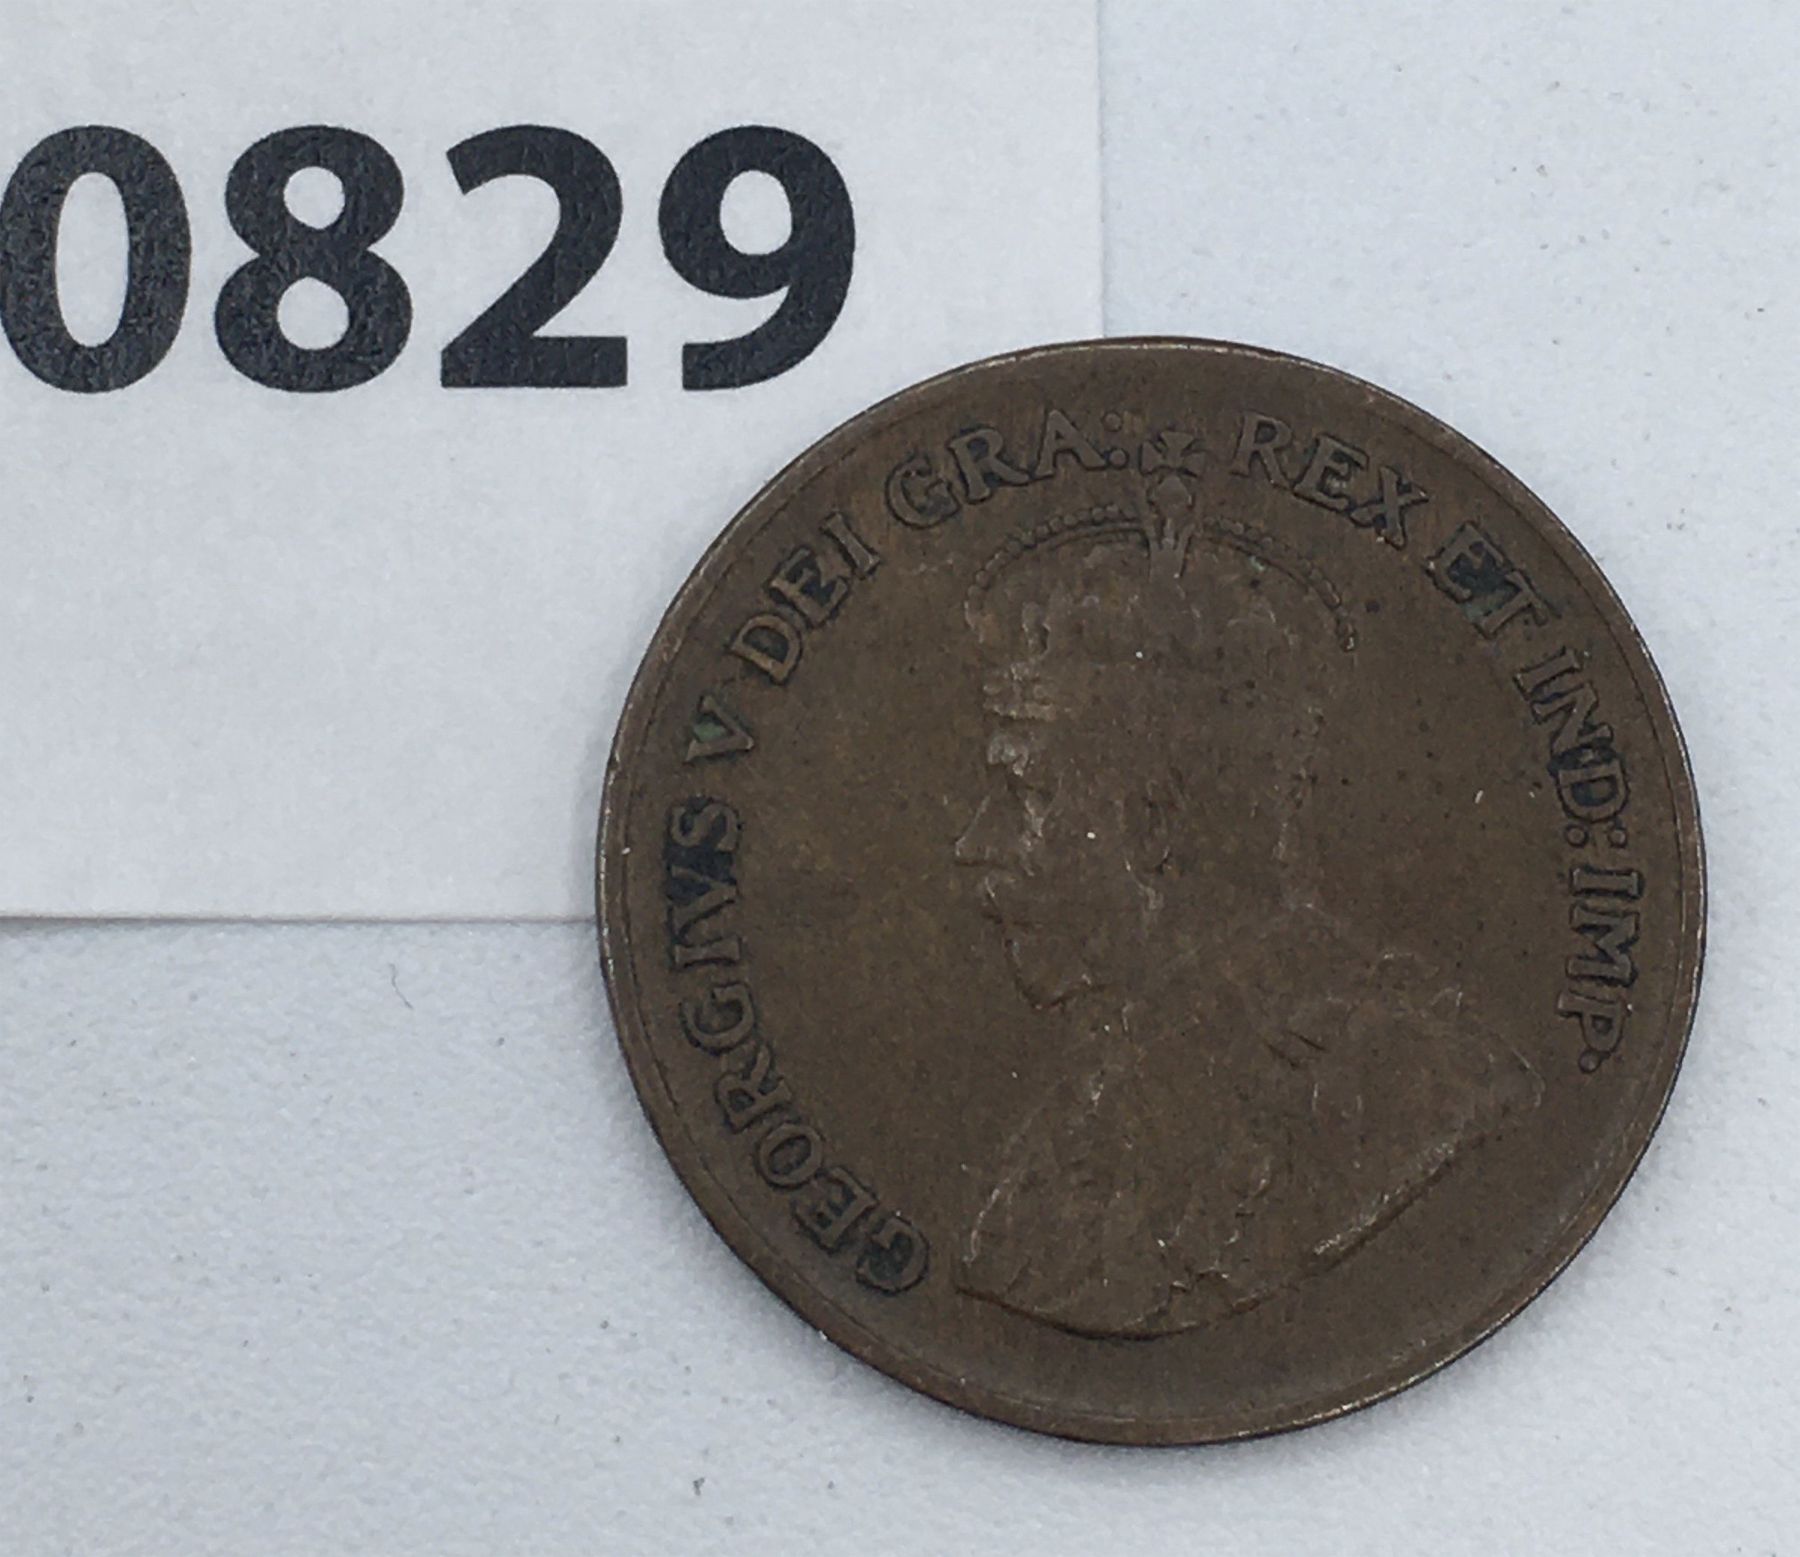 0829
GEORGIVS V DEI GRA: REX ET IND: IMP.